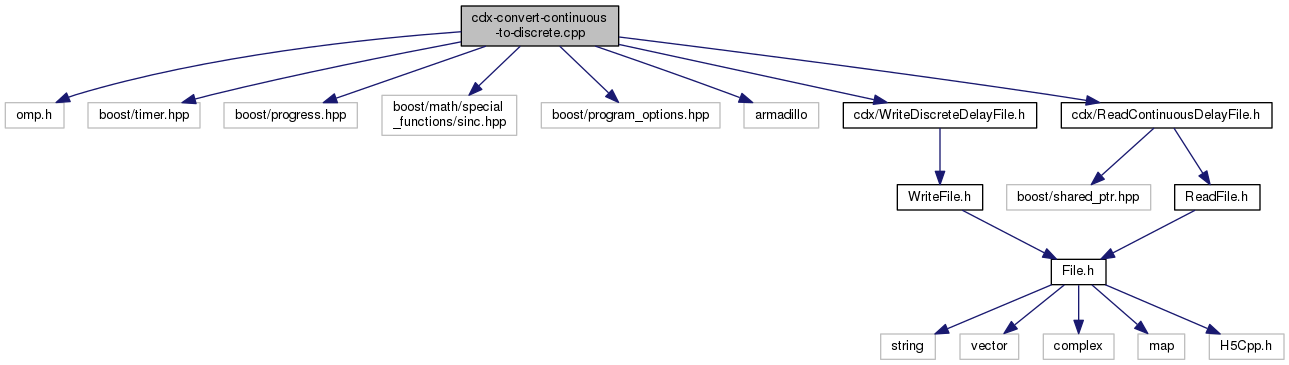 cdx-convert-continuous
-to-discrete.cpp
omp.h
boost/timer.hpp
boost/progress.hpp
boost/math/special
_functions/sinc.hpp
boost/program_options.hpp
armadillo
cdx/WriteDiscreteDelayFile.h
cdx/ReadContinuousDelayFile.h
WriteFile.h
boost/shared_ptr.hpp
ReadFile.h
File.h
string
vector
complex
map
H5Cpp.h